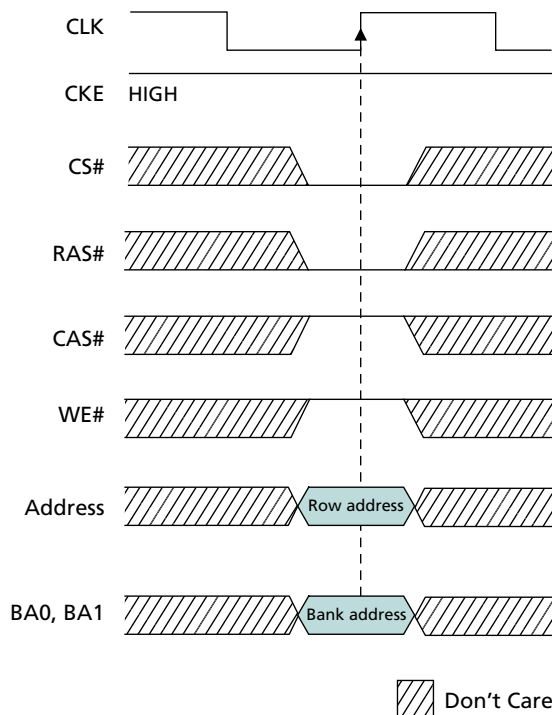 CLK
CKE HIGH
CS#
RAS#
CAS#
WE#
Address Row address
BA0, BA1 Bank address
Don't Care